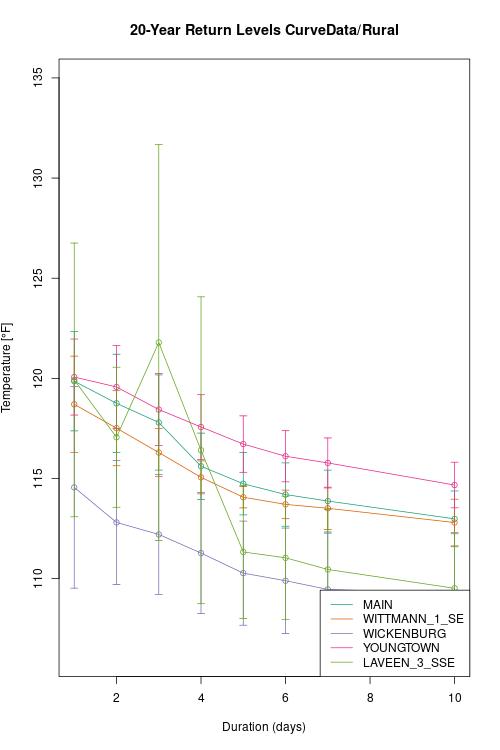 20-Year Return Levels CurveData/Rural
Temperature [°F]
135
130
125
120
115
110
2
4
6
8
10
Duration (days)
MAIN
WITTMANN_1_SE
WICKENBURG
YOUNGTOWN
LAVEEN_3_SSE